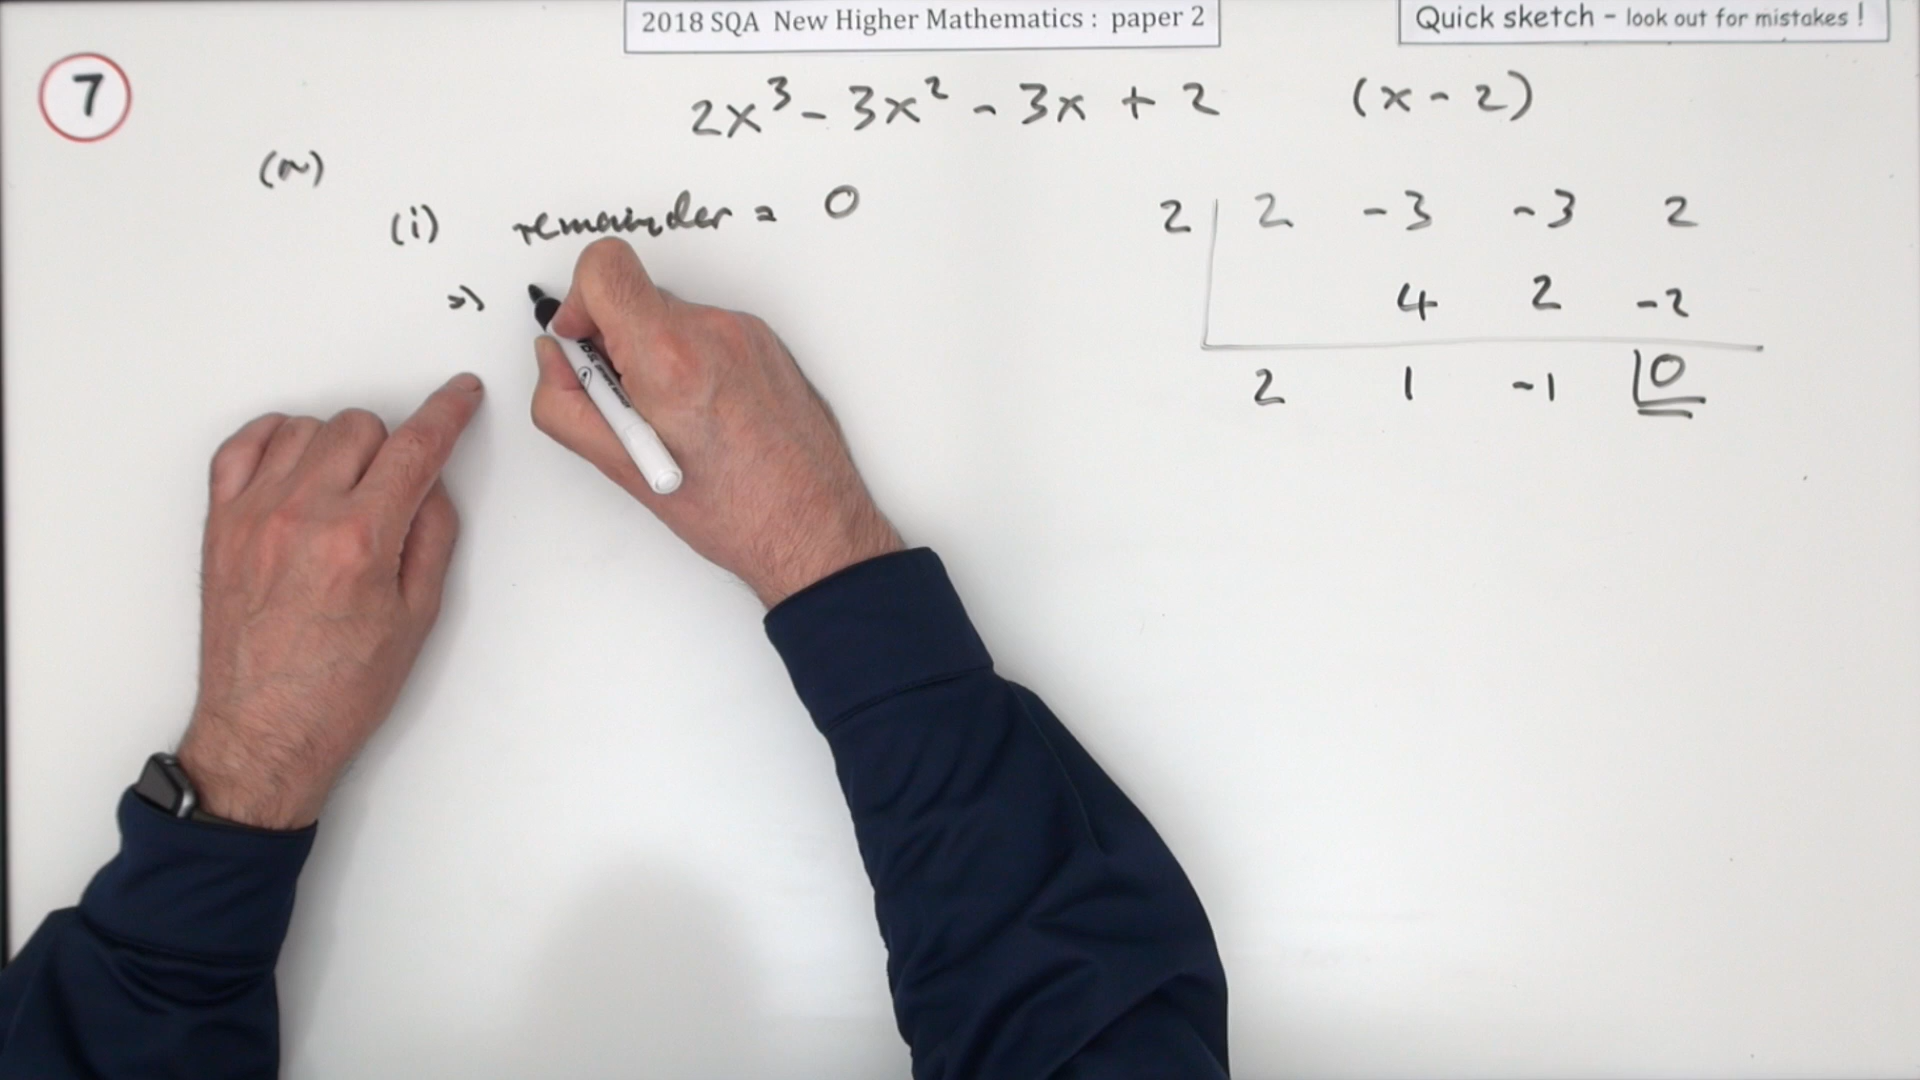 2018 SQA New Higher Mathematics : paper 2
Quick sketch – look out for mistakes !
7
2x³ - 3x² - 3x + 2 (x - 2)
(a)
(i) remainder = 0
⇒
2 2 -3 -3 2
4 2 -2
2 1 -1 0